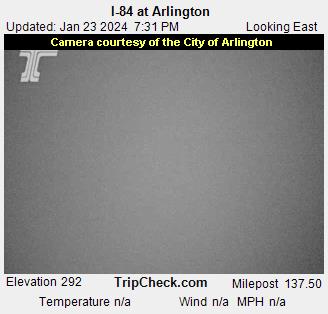 I-84 at Arlington
Updated: Jan 23 2024 7:31 PM Looking East
Camera courtesy of the City of Arlington
Elevation 292 TripCheck.com Milepost 137.50
Temperature n/a Wind n/a MPH n/a